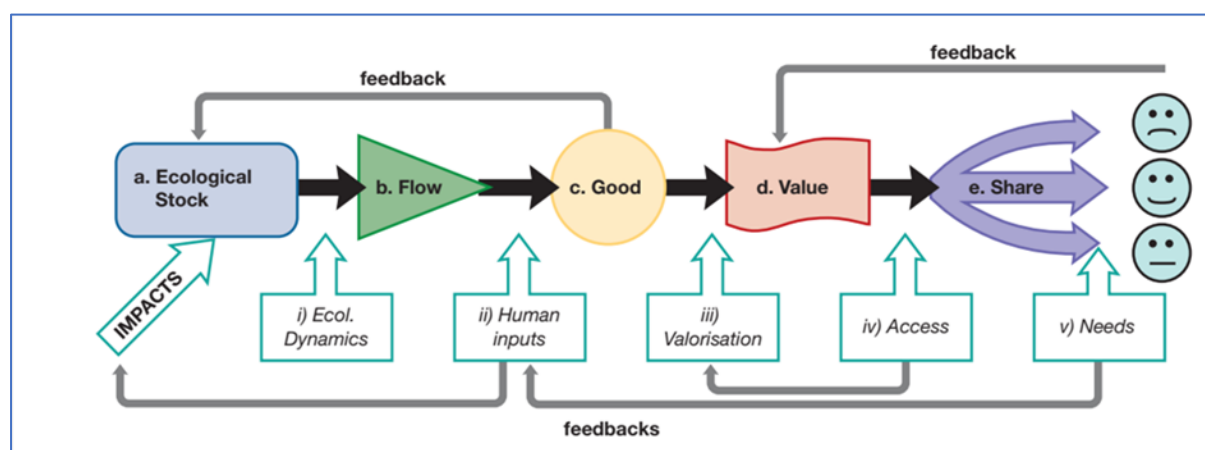 feedback
feedback
a. Ecological
Stock
b. Flow
c. Good
d. Value
e. Share
IMPACTS
i) Ecol.
Dynamics
ii) Human
inputs
iii)
Valorisation
iv) Access
v) Needs
feedbacks